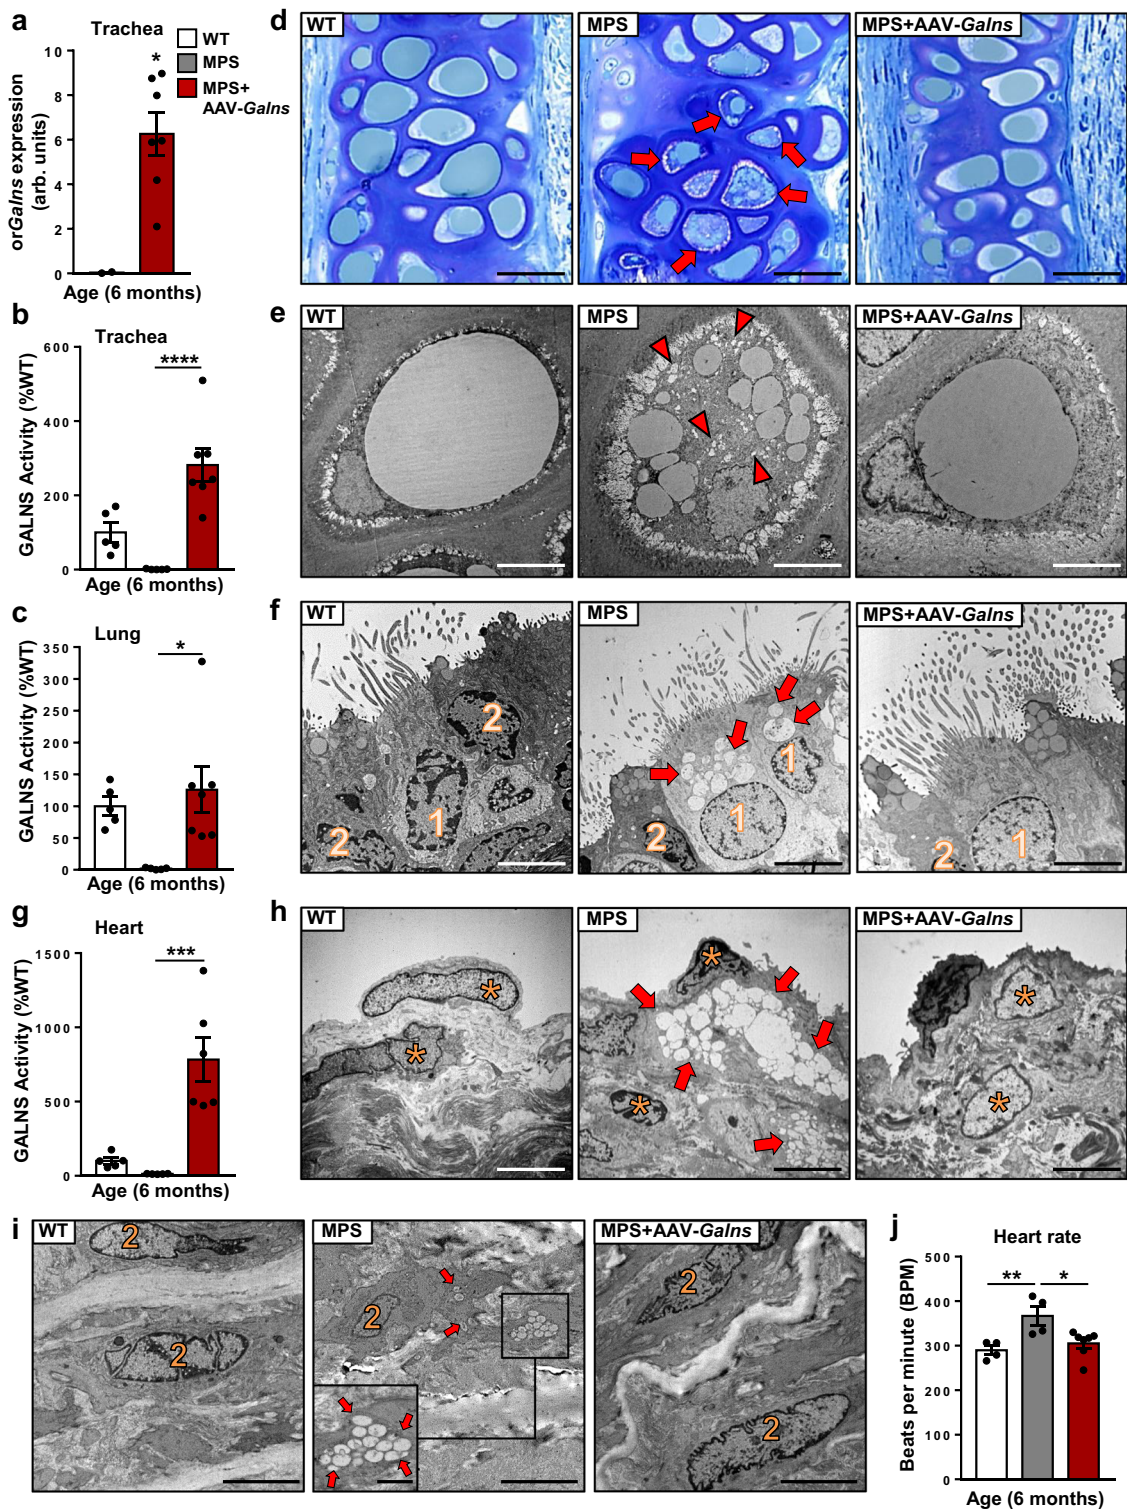 a
Trachea
WT
MPS
MPS+
AAV-Galns
orGalns expression
(arb. units)
10
8
6
4
2
0
*
Age (6 months)
b
Trachea
GALNS Activity (%WT)
600
400
200
0
****
Age (6 months)
c
Lung
GALNS Activity (%WT)
350
300
250
200
150
100
50
0
*
Age (6 months)
d
WT
MPS
MPS+AAV-Galns
e
WT
MPS
MPS+AAV-Galns
f
WT
MPS
MPS+AAV-Galns
2
2
1
1
1
2
2
1
g
Heart
GALNS Activity (%WT)
1500
1000
500
0
***
Age (6 months)
h
WT
MPS
MPS+AAV-Galns
*
*
*
*
*
*
i
WT
MPS
MPS+AAV-Galns
2
2
2
2
2
j
Heart rate
Beats per minute (BPM)
500
400
300
200
100
0
**
*
Age (6 months)